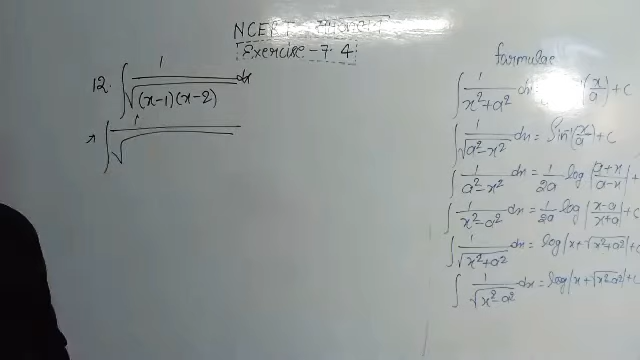 NCERT
Exercise - 7.4
12. ∫ 1/√((x-1)(x-2)) dx
→ ∫ 1/√
formulae
∫ 1/(x²+a²) dx = (x/a) + c
∫ 1/√(a²-x²) dx = Sin⁻¹(x/a) + c
∫ 1/(a²-x²) dx = 1/2a log |(a+x)/(a-x)| +
∫ 1/(x²-a²) dx = 1/2a log |(x-a)/(x+a)| + c
∫ 1/√(x²+a²) dx = log |x + √(x²+a²)| + c
∫ 1/√(x²-a²) dx = log |x + √(x²-a²)| + c